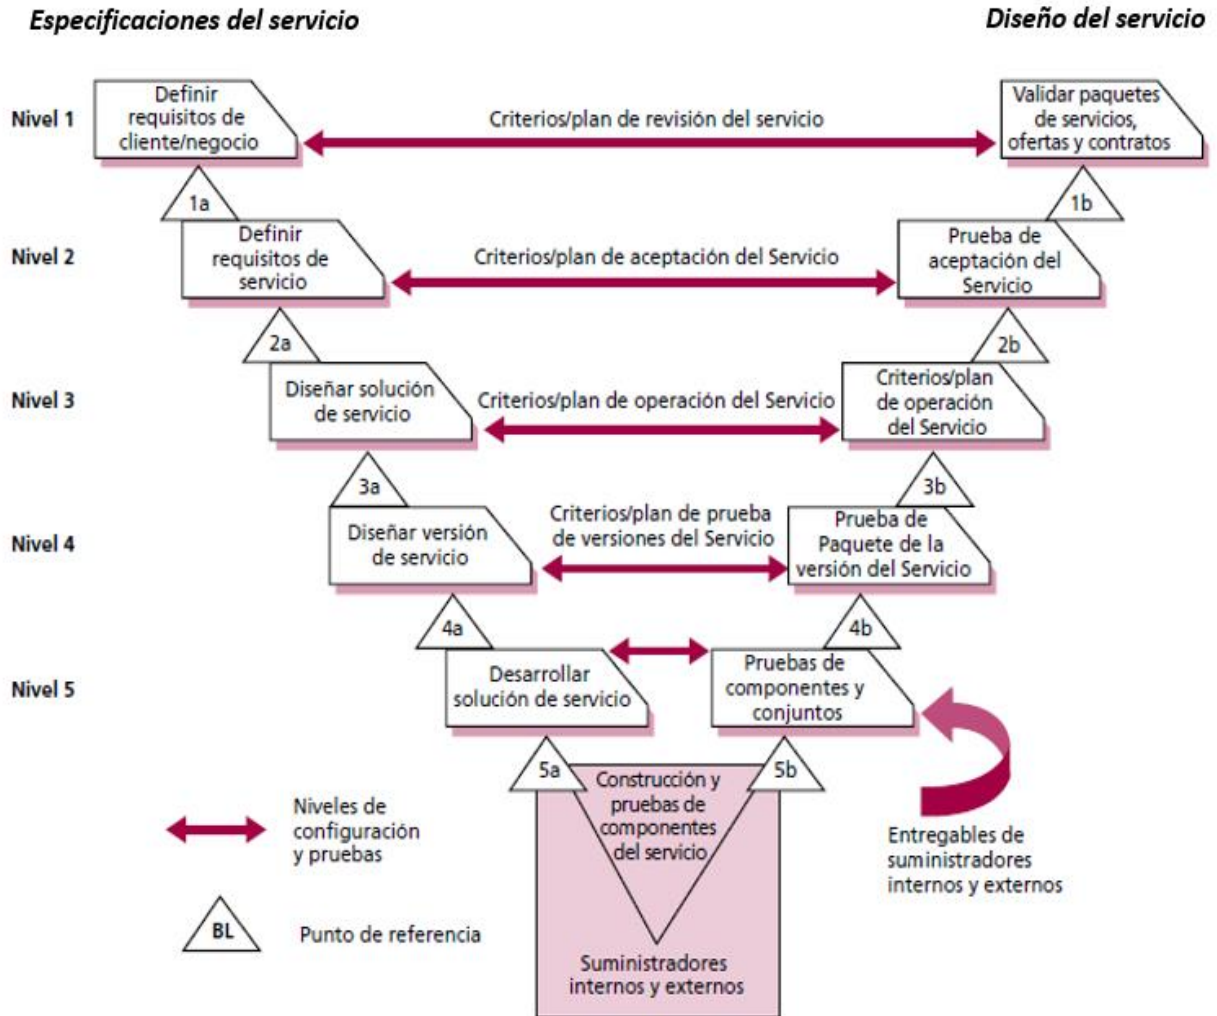 Especificaciones del servicio
Diseño del servicio
Nivel 1
Definir
requisitos de
cliente/negocio
Criterios/plan de revisión del servicio
Validar paquetes
de servicios,
ofertas y contratos
1a
1b
Nivel 2
Definir
requisitos de
servicio
Criterios/plan de aceptación del Servicio
Prueba de
aceptación del
Servicio
2a
2b
Nivel 3
Diseñar solución
de servicio
Criterios/plan de operación del Servicio
Criterios/plan
de operación
del Servicio
3a
3b
Nivel 4
Diseñar versión
de servicio
Criterios/plan de prueba
de versiones del Servicio
Prueba de
Paquete de la
versión del Servicio
4a
4b
Nivel 5
Desarrollar
solución de servicio
Pruebas de
componentes y
conjuntos
5a
5b
Construcción y
pruebas de
componentes
del servicio
Suministradores
internos y externos
Entregables de
suministradores
internos y externos
Niveles de
configuración
y pruebas
BL
Punto de referencia